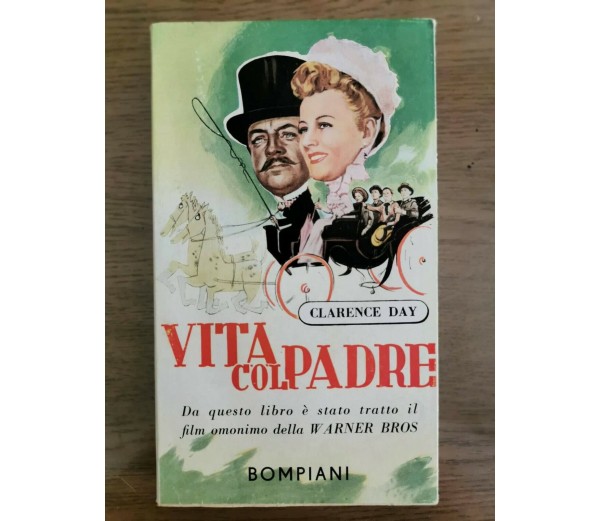 CLARENCE DAY
VITA
COL PADRE
Da questo libro è stato tratto il
film omonimo della WARNER BROS
BOMPIANI